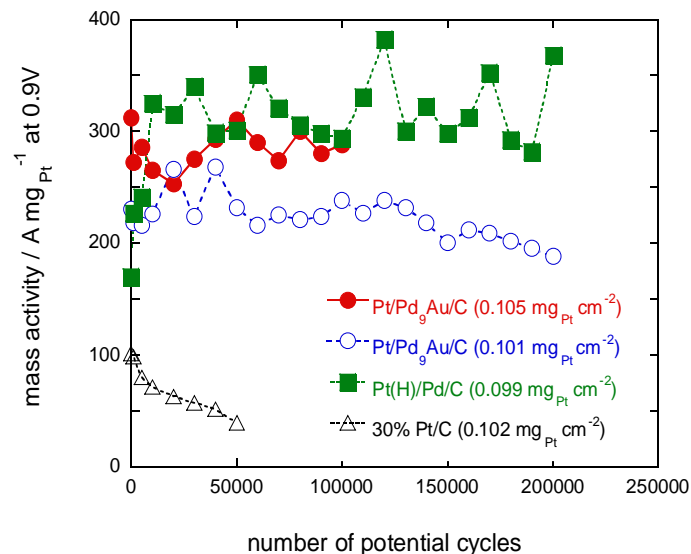 400
300
200
100
0
mass activity / A mg_Pt^-1 at 0.9V
Pt/Pd_9Au/C (0.105 mg_Pt cm^-2)
Pt/Pd_9Au/C (0.101 mg_Pt cm^-2)
Pt(H)/Pd/C (0.099 mg_Pt cm^-2)
30% Pt/C (0.102 mg_Pt cm^-2)
0 50000 100000 150000 200000 250000
number of potential cycles